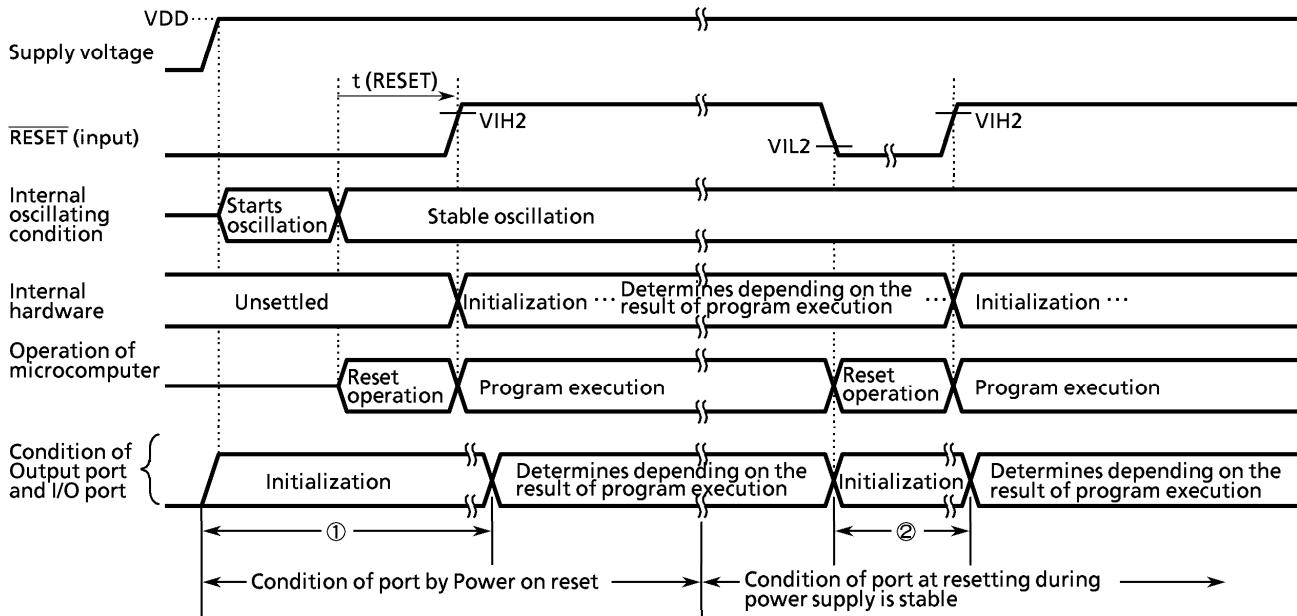 VDD
Supply voltage
t (RESET)
RESET (input)
VIH2
VIL2
VIH2
Internal
oscillating
condition
Starts
oscillation
Stable oscillation
Internal
hardware
Unsettled
Initialization ···
Determines depending on the
result of program execution
···
Initialization ···
Operation of
microcomputer
Reset
operation
Program execution
Reset
operation
Program execution
Condition of
Output port
and I/O port
Initialization
Determines depending on the
result of program execution
Initialization
Determines depending on the
result of program execution
①
②
Condition of port by Power on reset
Condition of port at resetting during
power supply is stable